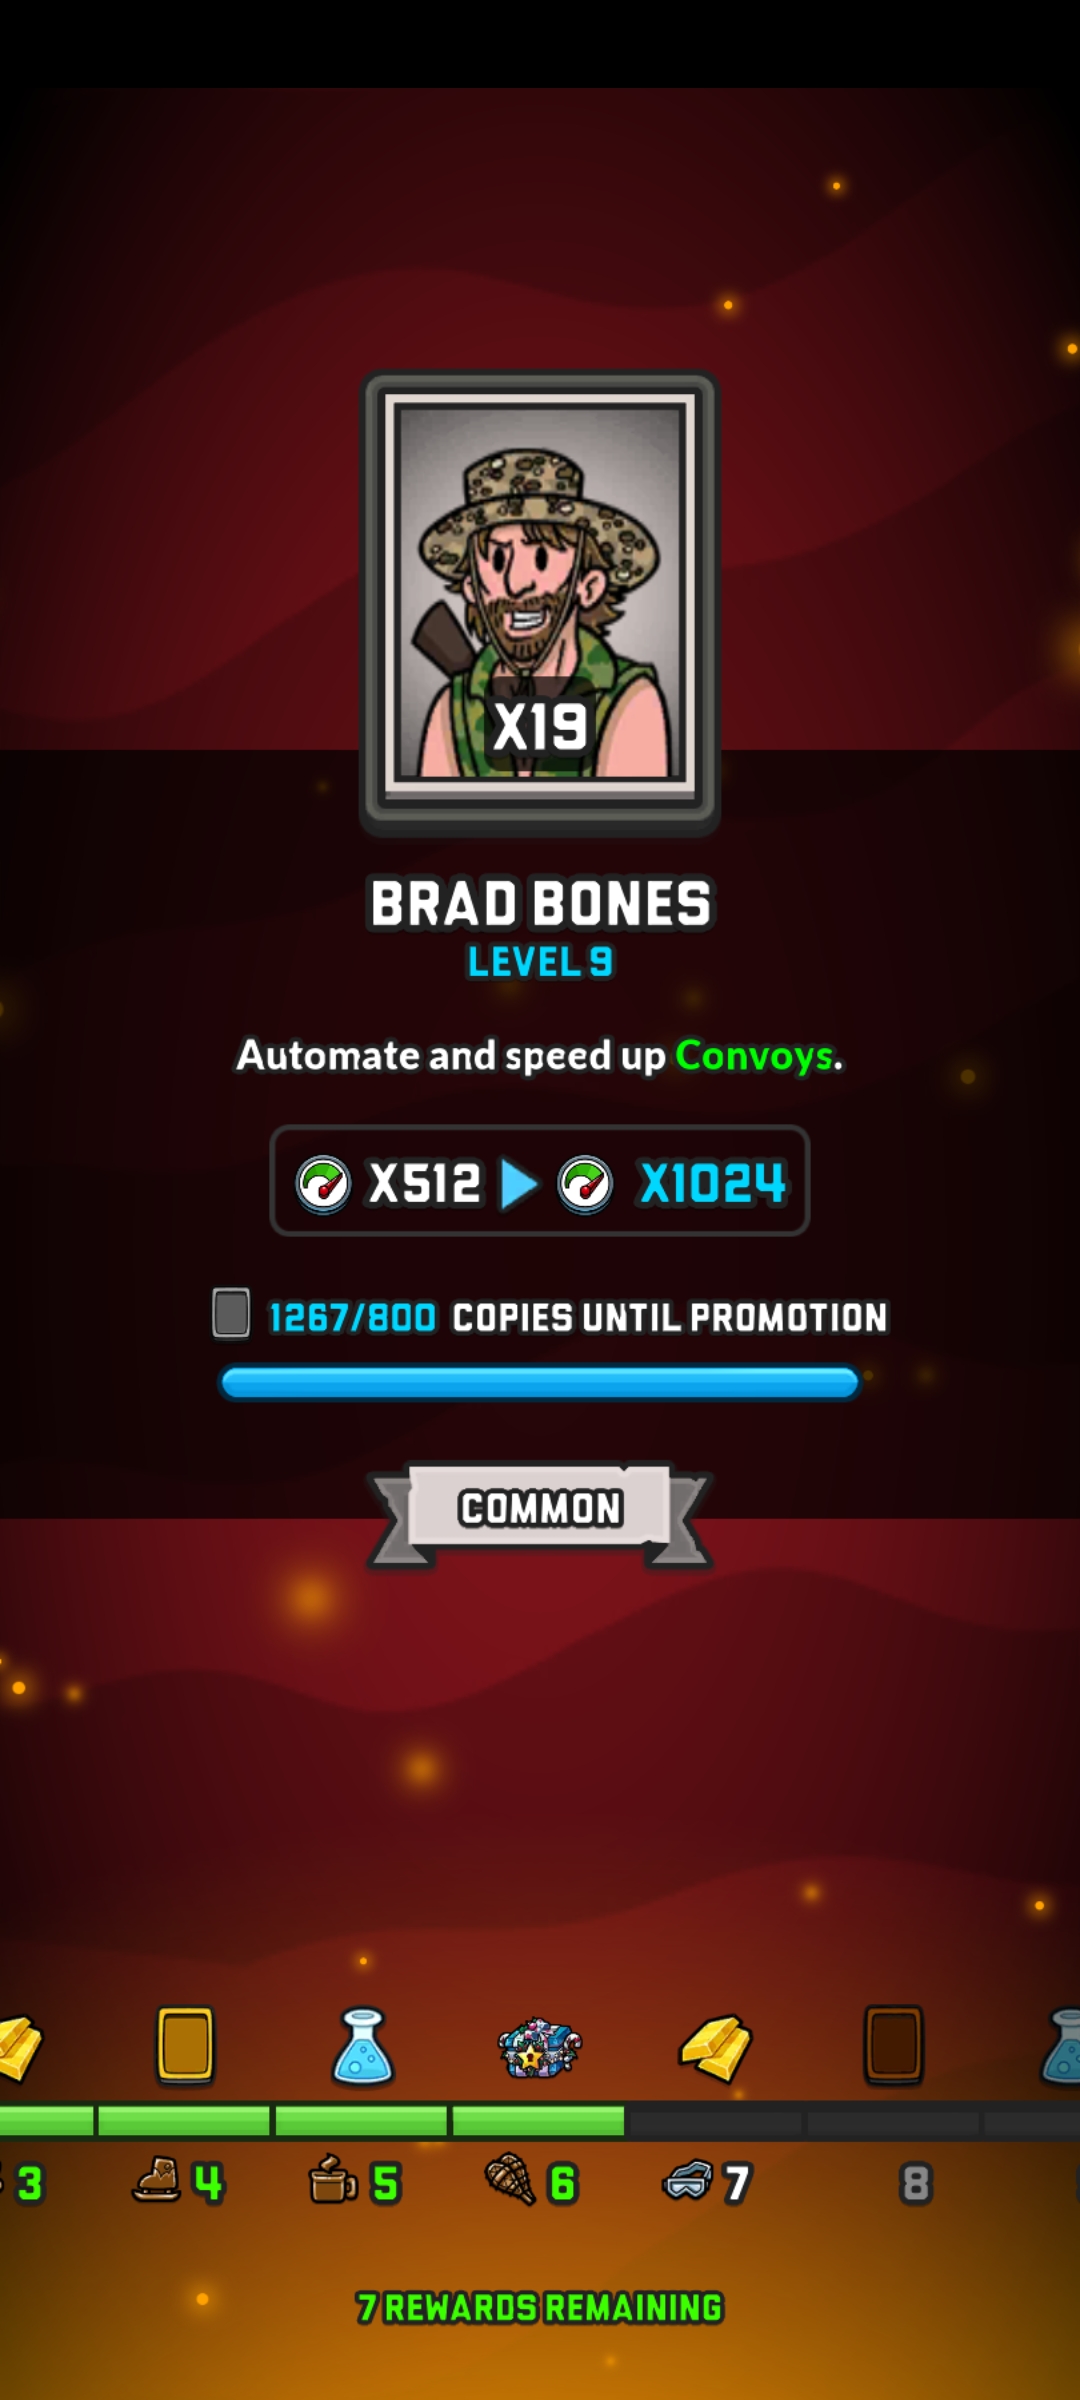 X19
BRAD BONES
LEVEL 9
Automate and speed up Convoys.
X512 X1024
1267/800 COPIES UNTIL PROMOTION
COMMON
3 4 5 6 7 8
7 REWARDS REMAINING